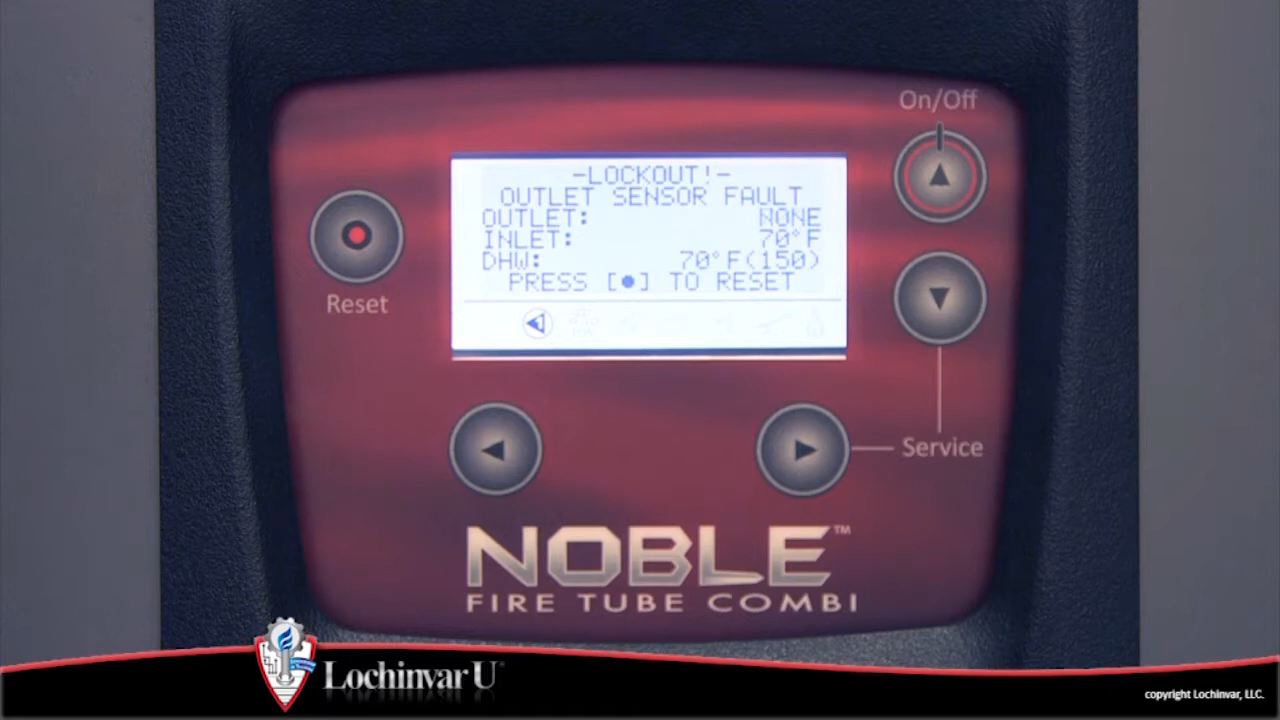 On/Off
-LOCKOUT!-
OUTLET SENSOR FAULT
OUTLET: NONE
INLET: 70°F
DHW: 70°F(150)
PRESS [●] TO RESET
Reset
Service
NOBLE™
FIRE TUBE COMBI
Lochinvar U
copyright Lochinvar, LLC.